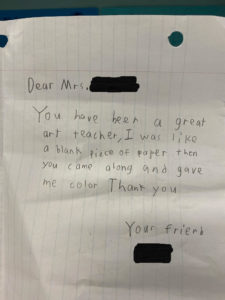 Dear Mrs.
You have been a great
art teacher, I was like
a blank piece of paper then
you came along and gave
me color Thank you
Your friend